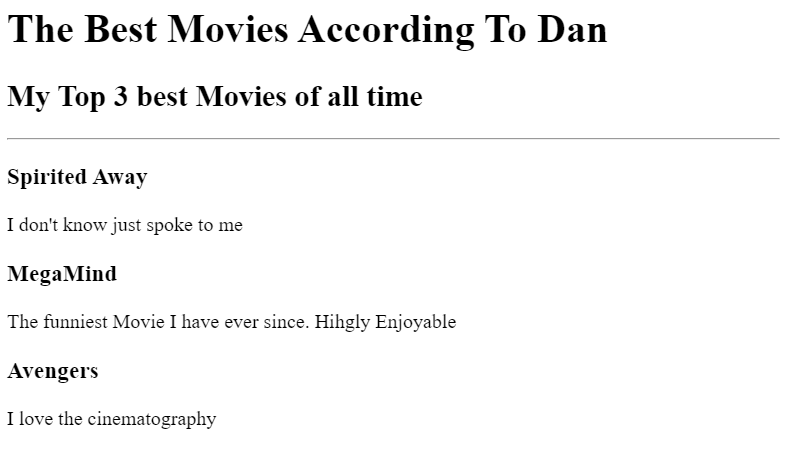 The Best Movies According To Dan
My Top 3 best Movies of all time
Spirited Away
I don't know just spoke to me
MegaMind
The funniest Movie I have ever since. Hihgly Enjoyable
Avengers
I love the cinematography